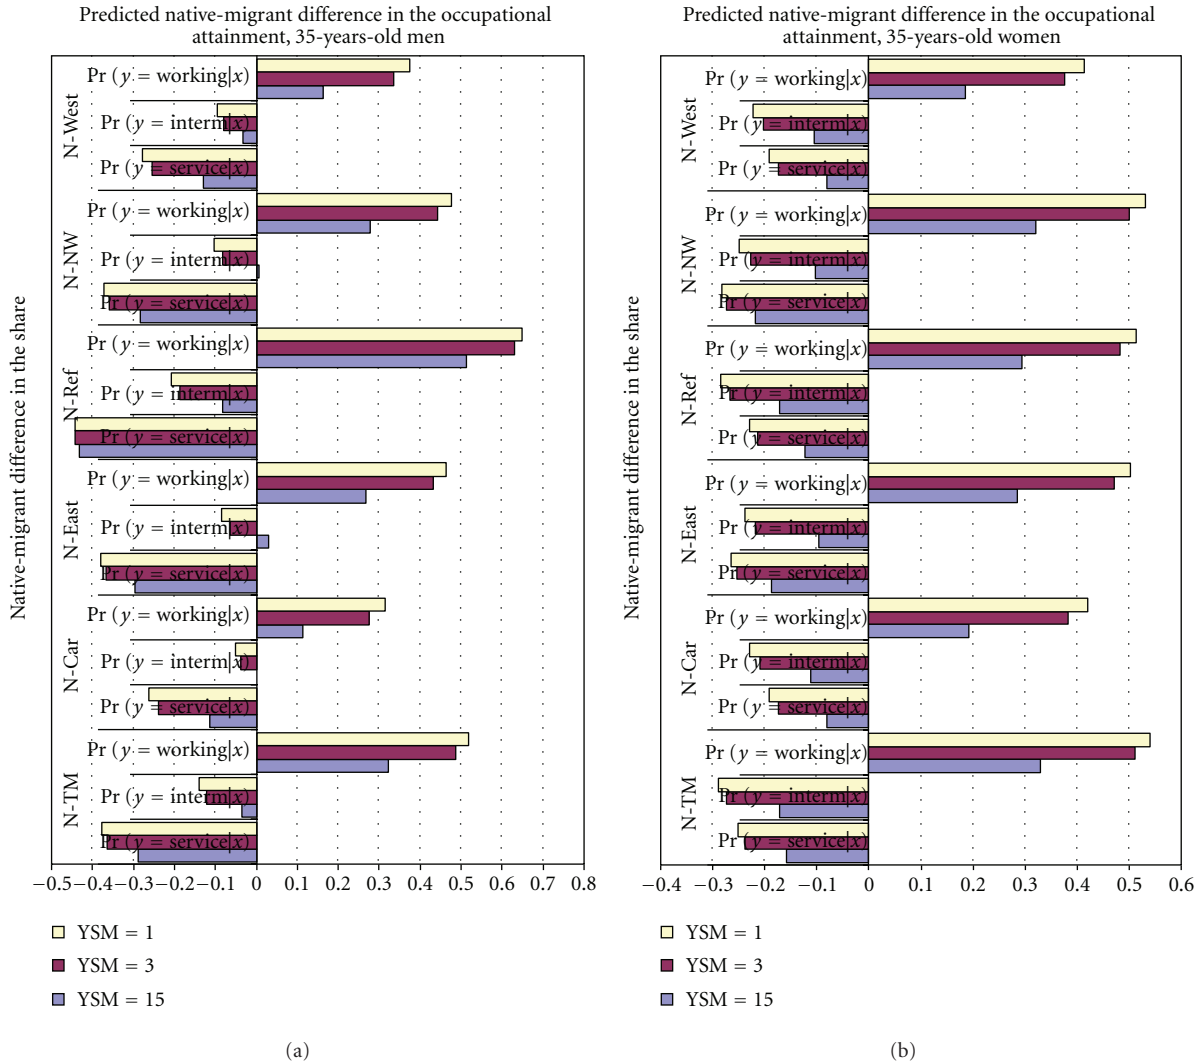 Predicted native-migrant difference in the occupational
attainment, 35-years-old men
Native-migrant difference in the share
N-West
Pr (y = working|x)
Pr (y = interm|x)
Pr (y = service|x)
N-NW
Pr (y = working|x)
Pr (y = interm|x)
Pr (y = service|x)
N-Ref
Pr (y = working|x)
Pr (y = interm|x)
Pr (y = service|x)
N-East
Pr (y = working|x)
Pr (y = interm|x)
Pr (y = service|x)
N-Car
Pr (y = working|x)
Pr (y = interm|x)
Pr (y = service|x)
N-TM
Pr (y = working|x)
Pr (y = interm|x)
Pr (y = service|x)
−0.5 −0.4 −0.3 −0.2 −0.1 0 0.1 0.2 0.3 0.4 0.5 0.6 0.7 0.8
YSM = 1
YSM = 3
YSM = 15
(a)
Predicted native-migrant difference in the occupational
attainment, 35-years-old women
Native-migrant difference in the share
N-West
Pr (y = working|x)
Pr (y = interm|x)
Pr (y = service|x)
N-NW
Pr (y = working|x)
Pr (y = interm|x)
Pr (y = service|x)
N-Ref
Pr (y = working|x)
Pr (y = interm|x)
Pr (y = service|x)
N-East
Pr (y = working|x)
Pr (y = interm|x)
Pr (y = service|x)
N-Car
Pr (y = working|x)
Pr (y = interm|x)
Pr (y = service|x)
N-TM
Pr (y = working|x)
Pr (y = interm|x)
Pr (y = service|x)
−0.4 −0.3 −0.2 −0.1 0 0.1 0.2 0.3 0.4 0.5 0.6
YSM = 1
YSM = 3
YSM = 15
(b)